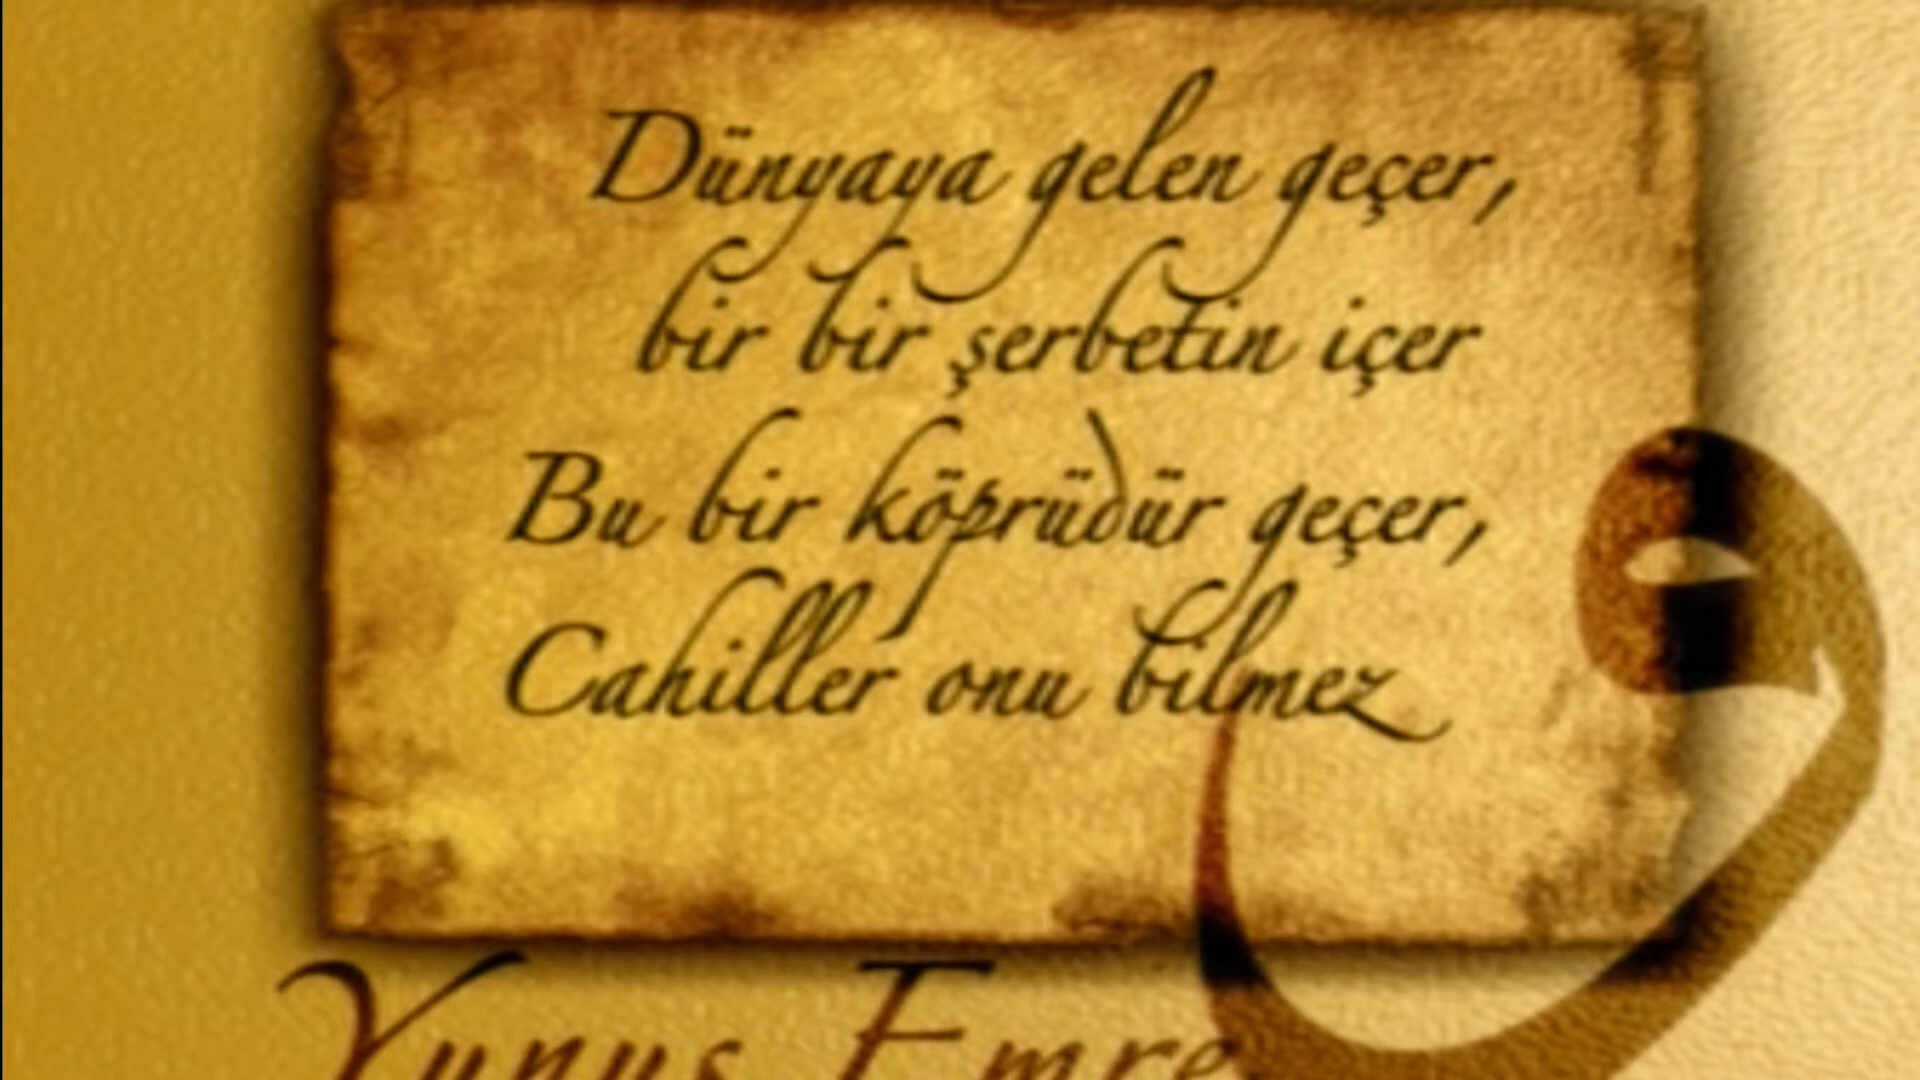 Dünyaya gelen geçer,
bir bir şerbetin içer
Bu bir köprüdür geçer,
Cahiller onu bilmez
Yunus Emre
و